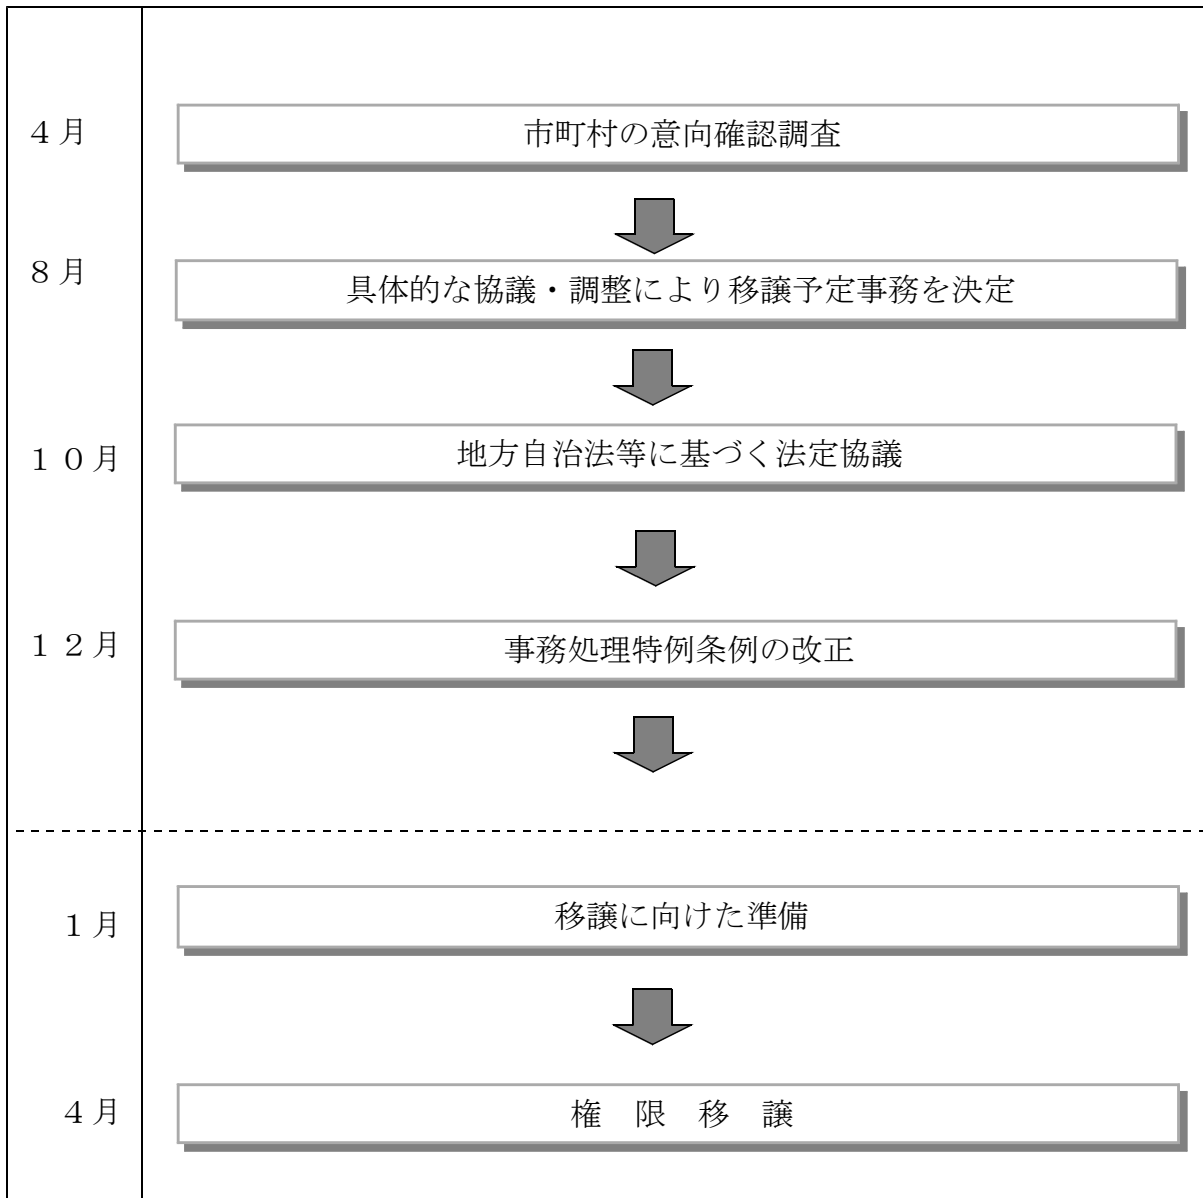 ４月
市町村の意向確認調査
８月
具体的な協議・調整により移譲予定事務を決定
１０月
地方自治法等に基づく法定協議
１２月
事務処理特例条例の改正
１月
移譲に向けた準備
４月
権　限　移　譲